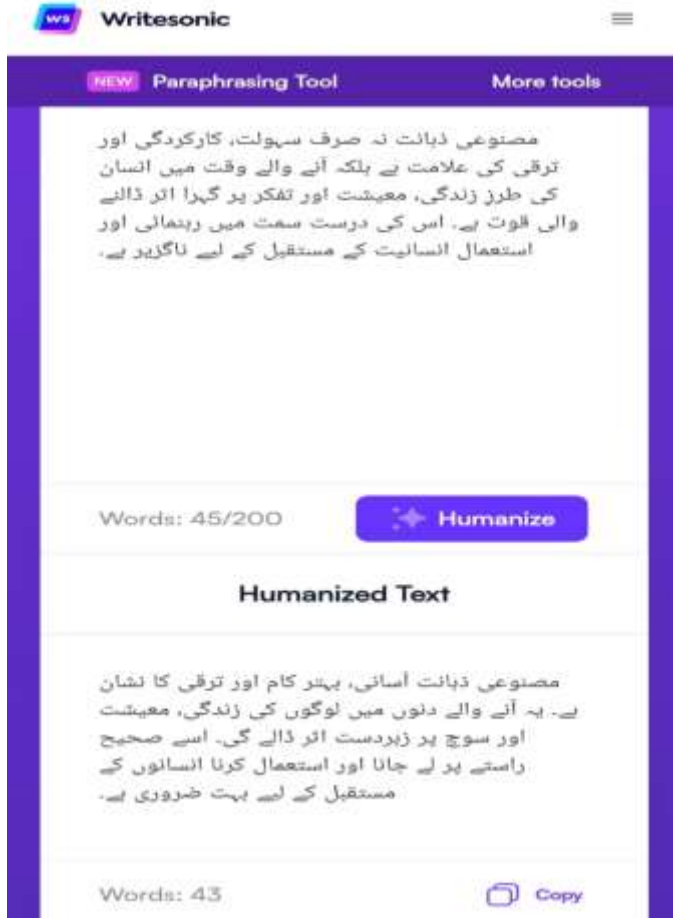 ws Writesonic
NEW Paraphrasing Tool More tools
مصنوعی ذہانت نہ صرف سہولت، کارکردگی اور
ترقی کی علامت ہے بلکہ آنے والے وقت میں انسان
کی طرز زندگی، معیشت اور تفکر پر گہرا اثر ڈالنے
والی قوت ہے۔ اس کی درست سمت میں رہنمائی اور
استعمال انسانیت کے مستقبل کے لیے ناگزیر ہے۔
Words: 45/200 Humanize
Humanized Text
مصنوعی ذہانت آسانی، بہتر کام اور ترقی کا نشان
ہے۔ یہ آنے والے دنوں میں لوگوں کی زندگی، معیشت
اور سوچ پر زبردست اثر ڈالے گی۔ اسے صحیح
راستے پر لے جانا اور استعمال کرنا انسانوں کے
مستقبل کے لیے بہت ضروری ہے۔
Words: 43 Copy